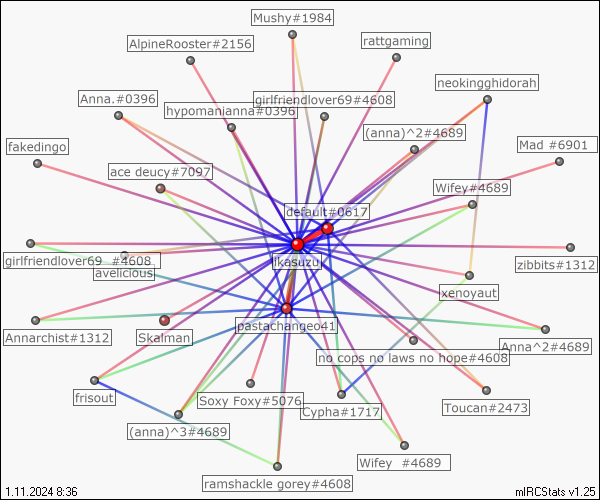 Mushy#1984
AlpineRooster#2156
rattgaming
neokingghidorah
Anna.#0396
girlfriendlover69#4608
hypomanianna#0396
(anna)^2#4689
fakedingo
Mad #6901
ace deucy#7097
Wifey#4689
default#0617
girlfriendlover69 #4608
likasuzu
zibbits#1312
avelicious
xenoyaut
pastachangeo41
Annarchist#1312
Skalman
no cops no laws no hope#4608
Anna^2#4689
frisout
Soxy Foxy#5076
Cypha#1717
Toucan#2473
(anna)^3#4689
Wifey #4689
ramshackle gorey#4608
1.11.2024 8:36
mIRCStats v1.25